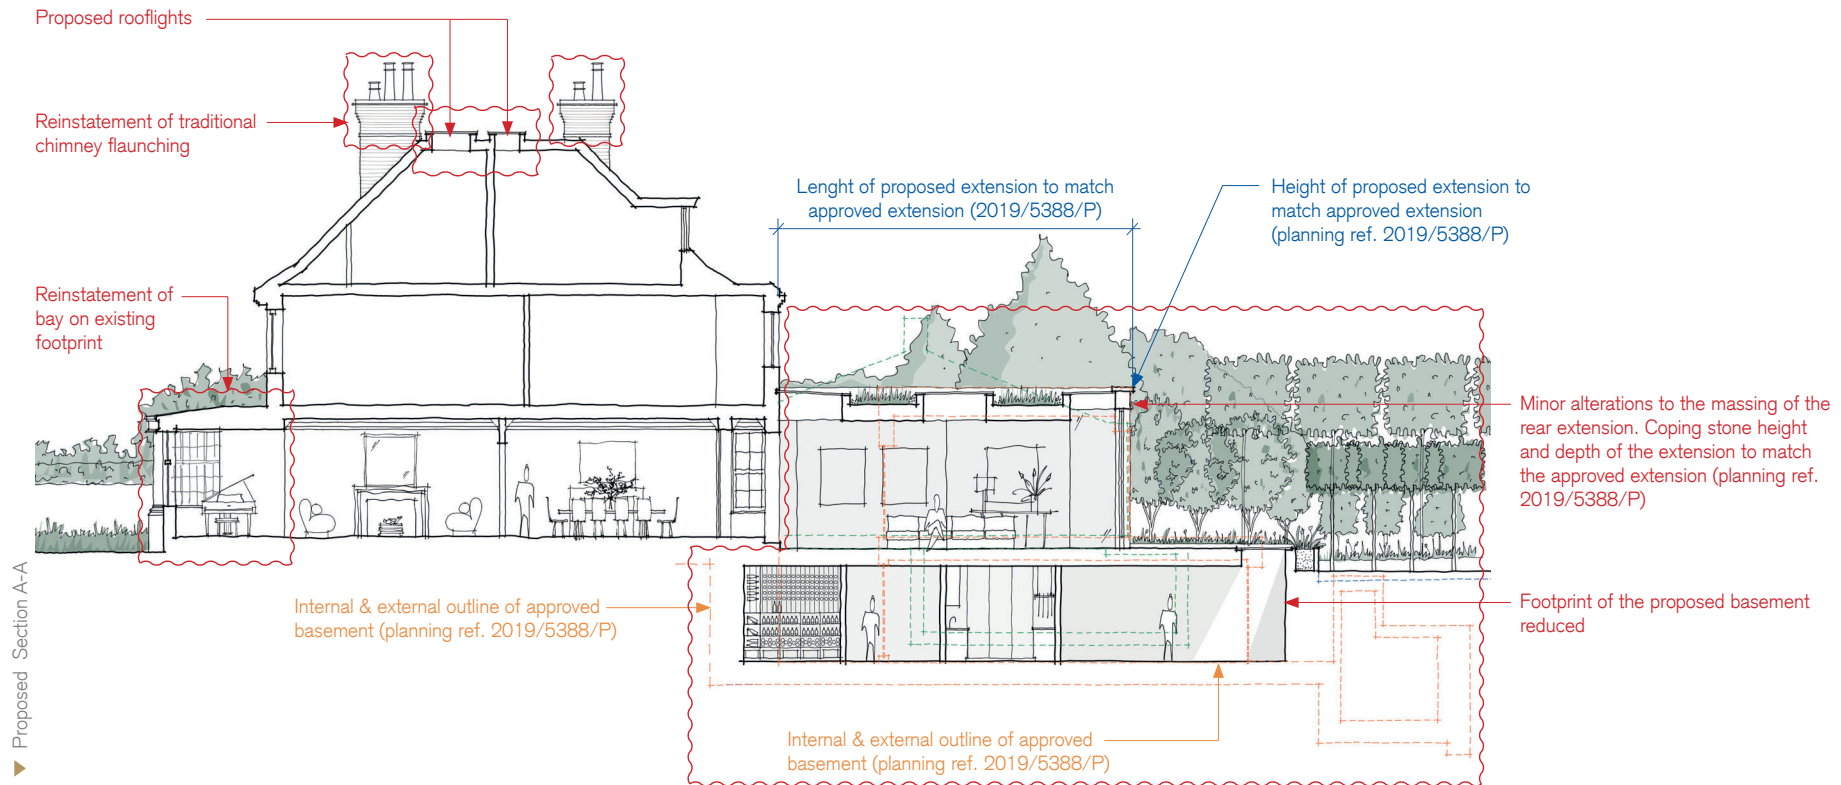 Proposed rooflights
Reinstatement of traditional
chimney flaunching
Lenght of proposed extension to match
approved extension (2019/5388/P)
Height of proposed extension to
match approved extension
(planning ref. 2019/5388/P)
Reinstatement of
bay on existing
footprint
Minor alterations to the massing of the
rear extension. Coping stone height
and depth of the extension to match
the approved extension (planning ref.
2019/5388/P)
Internal & external outline of approved
basement (planning ref. 2019/5388/P)
Footprint of the proposed basement
reduced
Internal & external outline of approved
basement (planning ref. 2019/5388/P)
Proposed Section A-A